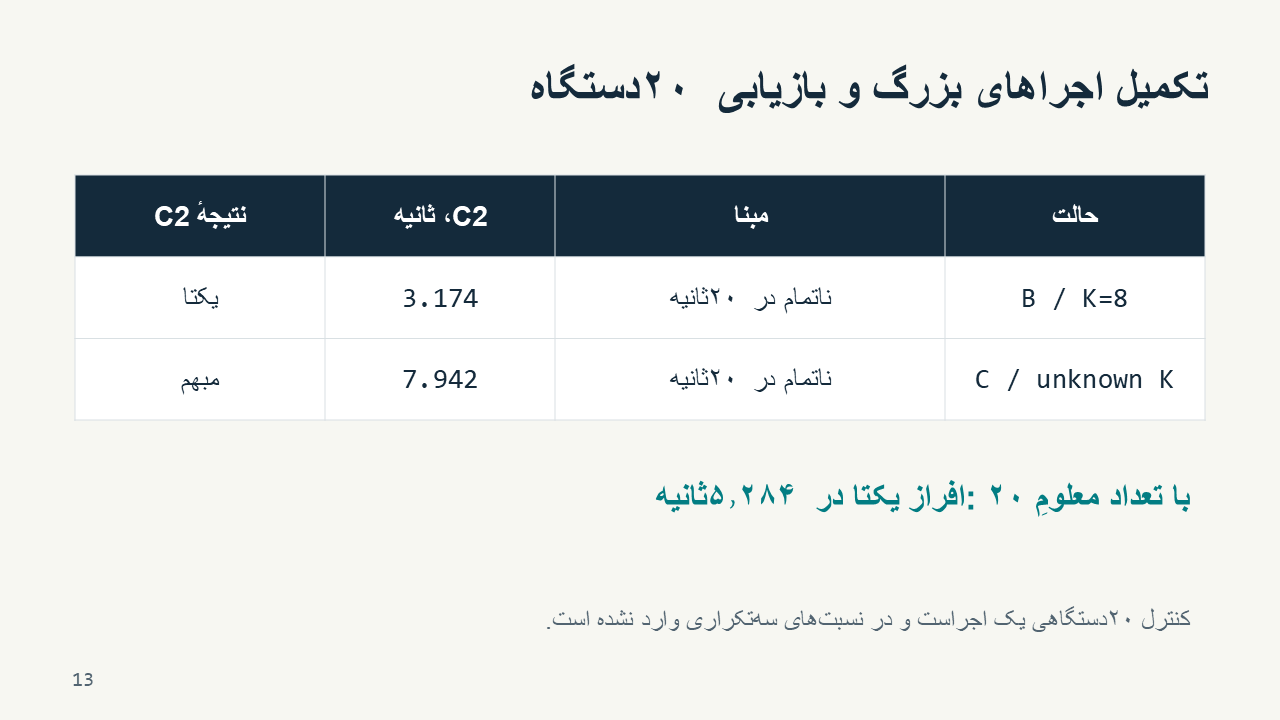 تکمیل اجراهای بزرگ و بازیابی ۲۰دستگاه
حالت	مبنا	C2، ثانیه	نتیجهٔ C2
B / K=8	ناتمام در ۲۰ثانیه	3.174	یکتا
C / unknown K	ناتمام در ۲۰ثانیه	7.942	مبهم
با تعداد معلومِ ۲۰ :افراز یکتا در ۵٫۲۸۴ثانیه
کنترل ۲۰دستگاهی یک اجراست و در نسبت‌های سه‌تکراری وارد نشده است.
13